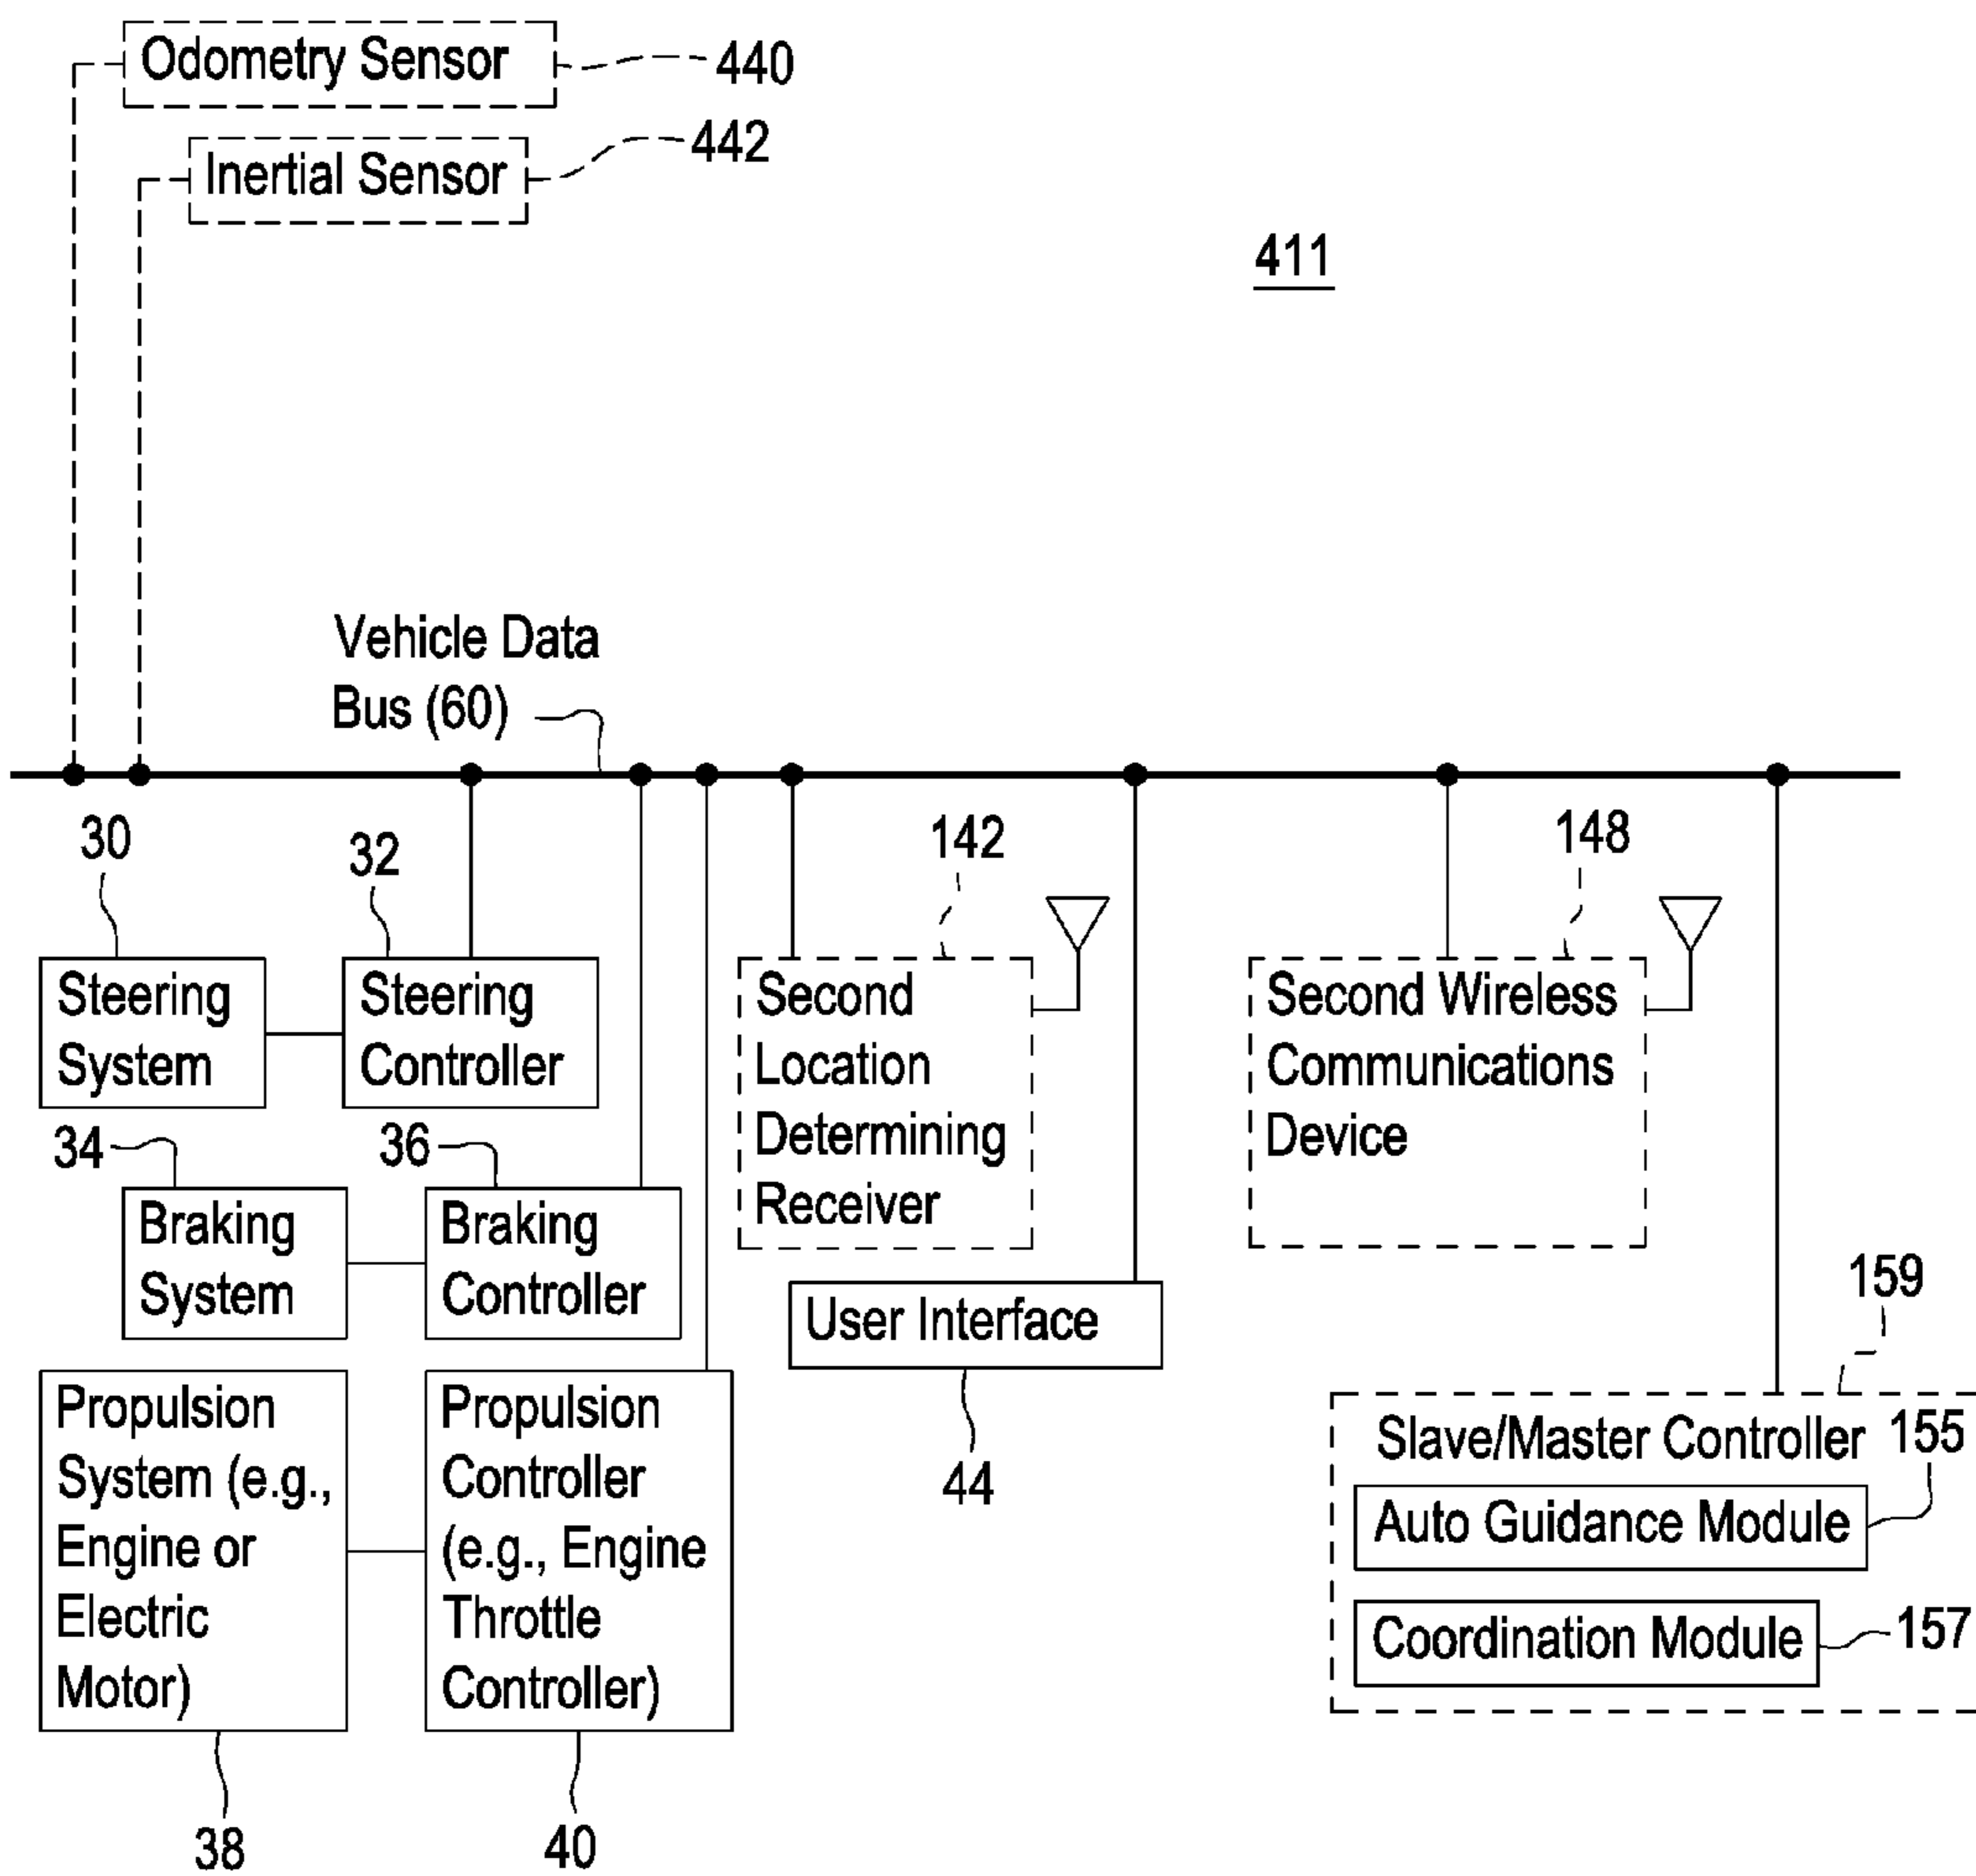 Odometry Sensor
440
Inertial Sensor
442
411
Vehicle Data
Bus (60)
30
32
142
148
Steering
System
Steering
Controller
Second
Location
Determining
Receiver
Second Wireless
Communications
Device
34
36
Braking
System
Braking
Controller
User Interface
44
159
Propulsion
System (e.g.,
Engine or
Electric
Motor)
Propulsion
Controller
(e.g., Engine
Throttle
Controller)
Slave/Master Controller
155
Auto Guidance Module
Coordination Module
157
38
40